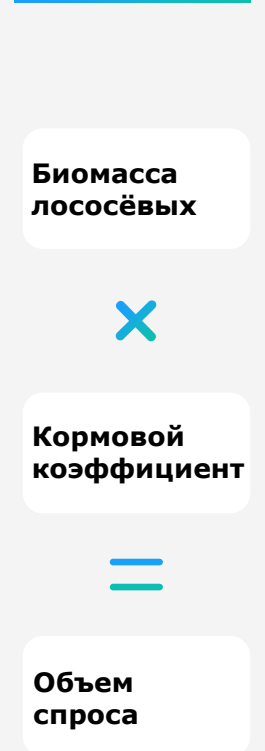 Биомасса
лососёвых
×
Кормовой
коэффициент
=
Объем
спроса